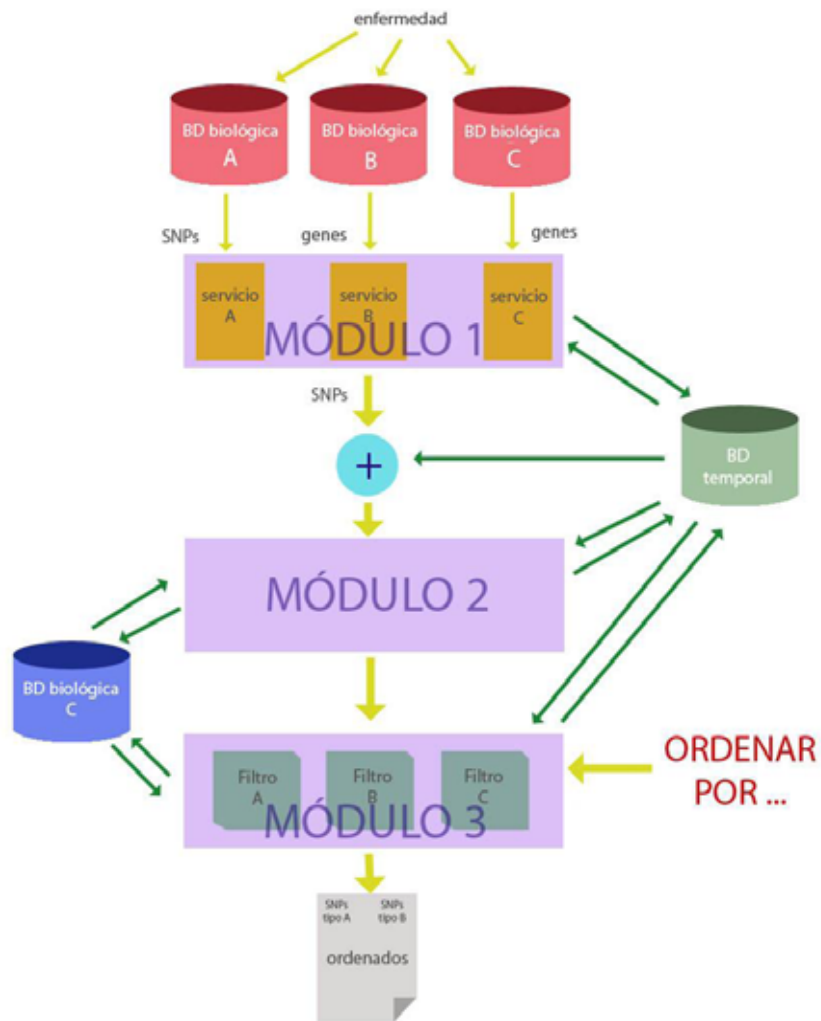 enfermedad
BD biológica
A
BD biológica
B
BD biológica
C
SNPs
genes
genes
servicio
A
servicio
B
servicio
C
MÓDULO 1
SNPs
+
BD
temporal
MÓDULO 2
BD biológica
C
Filtro
A
Filtro
B
Filtro
C
MÓDULO 3
ORDENAR
POR ...
SNPs
tipo A
SNPs
tipo B
ordenados